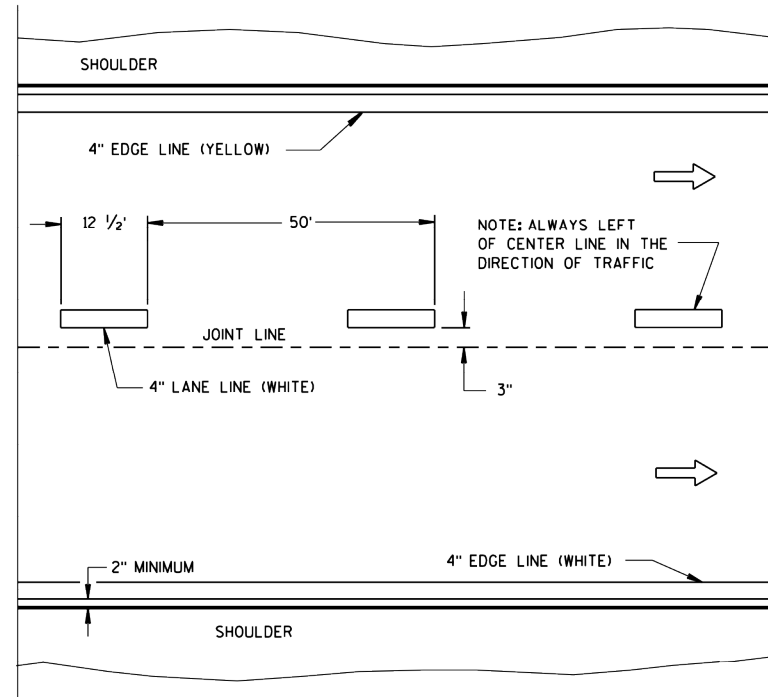 SHOULDER
4" EDGE LINE (YELLOW)
12 ½'
50'
NOTE: ALWAYS LEFT
OF CENTER LINE IN THE
DIRECTION OF TRAFFIC
JOINT LINE
4" LANE LINE (WHITE)
3"
2" MINIMUM
4" EDGE LINE (WHITE)
SHOULDER